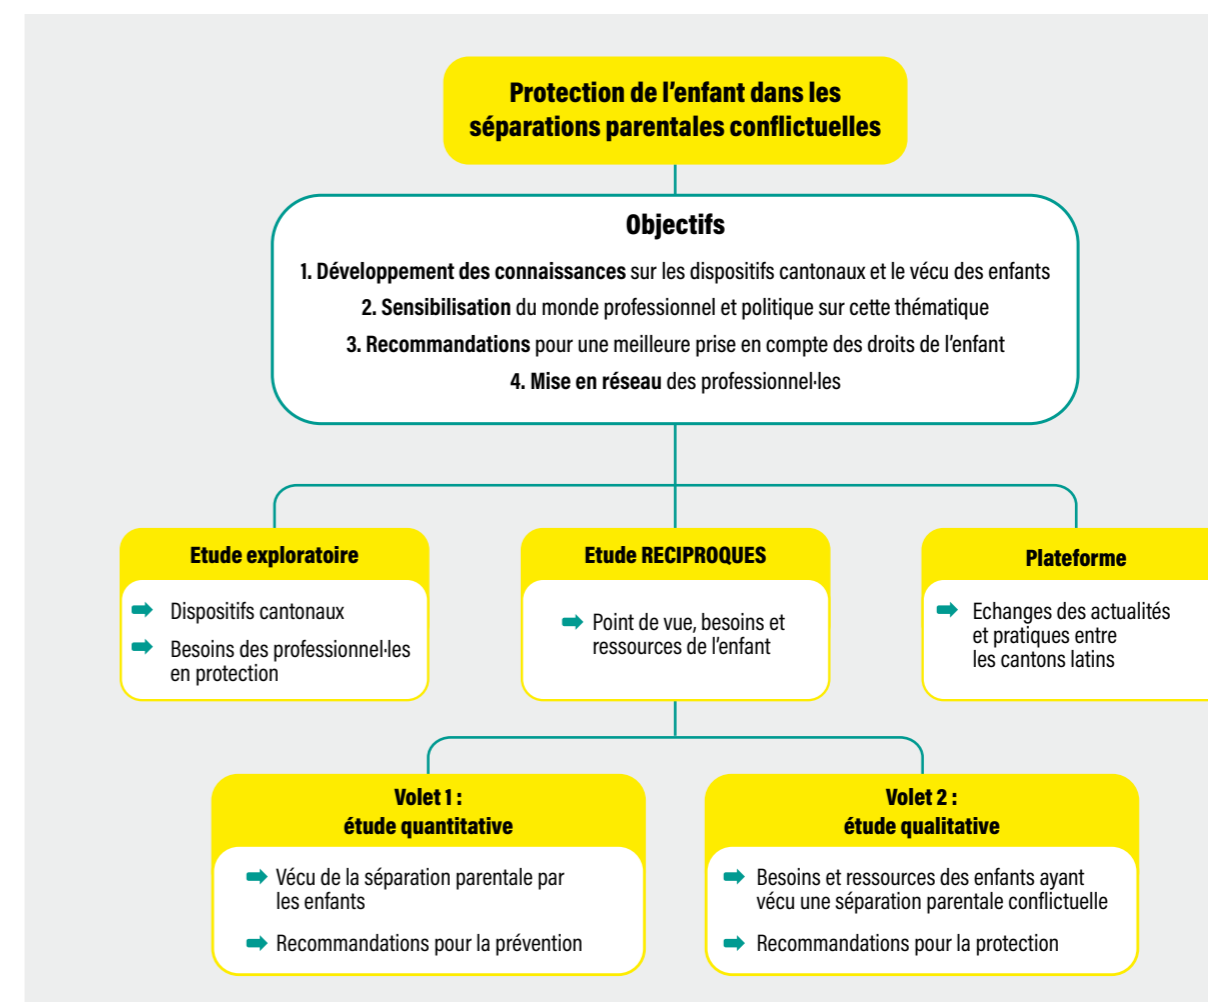 Protection de l’enfant dans les
séparations parentales conflictuelles
Objectifs
1. Développement des connaissances sur les dispositifs cantonaux et le vécu des enfants
2. Sensibilisation du monde professionnel et politique sur cette thématique
3. Recommandations pour une meilleure prise en compte des droits de l’enfant
4. Mise en réseau des professionnel·les
Etude exploratoire
Dispositifs cantonaux
Besoins des professionnel·les
en protection
Etude RECIPROQUES
Point de vue, besoins et
ressources de l’enfant
Plateforme
Echanges des actualités
et pratiques entre
les cantons latins
Volet 1 :
étude quantitative
Vécu de la séparation parentale par
les enfants
Recommandations pour la prévention
Volet 2 :
étude qualitative
Besoins et ressources des enfants ayant
vécu une séparation parentale conflictuelle
Recommandations pour la protection